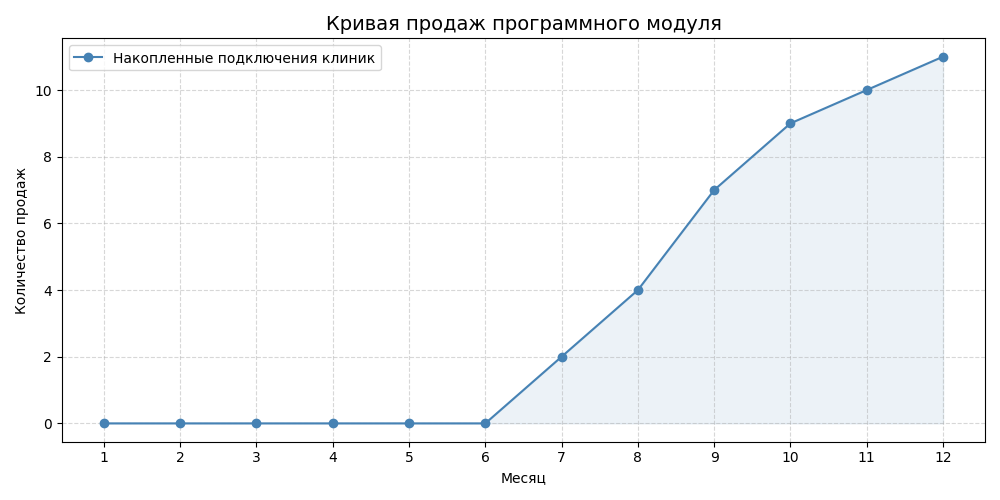 Кривая продаж программного модуля
Накопленные подключения клиник
Количество продаж
10
8
6
4
2
0
1 2 3 4 5 6 7 8 9 10 11 12
Месяц